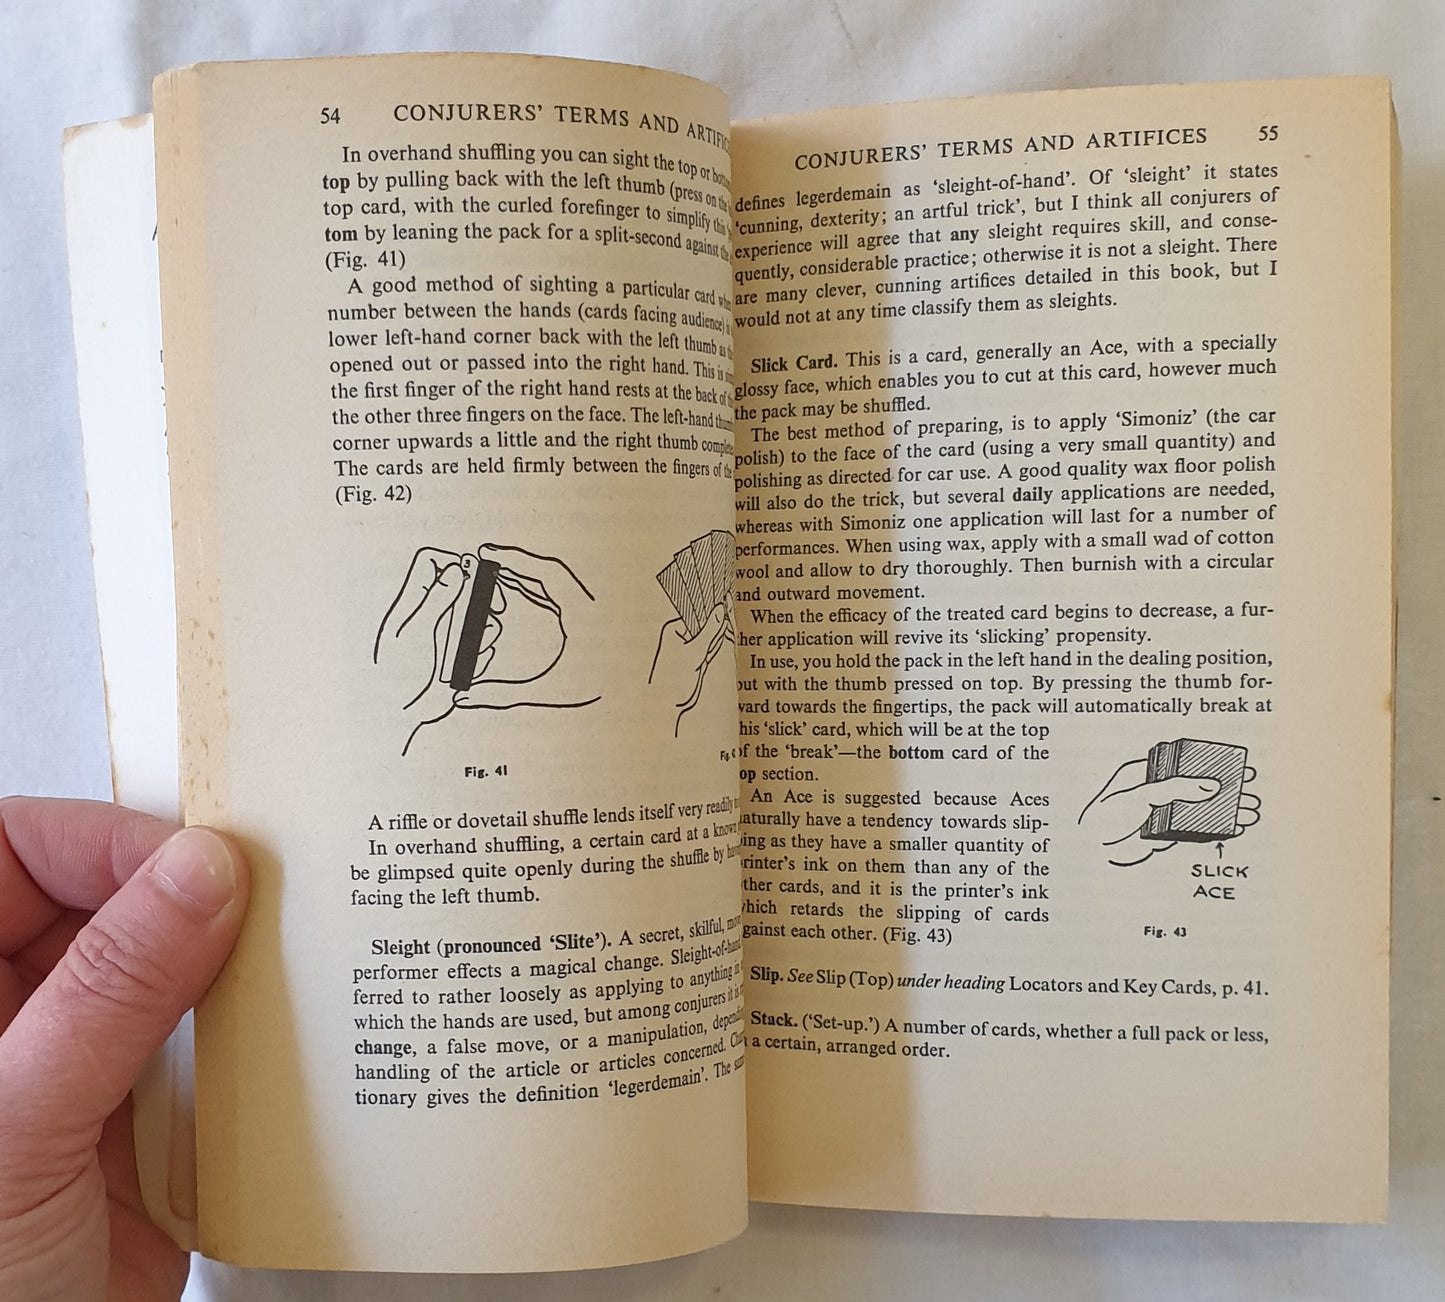 54 CONJURERS' TERMS AND
In overhand shuffling you can sight the top or
top by pulling back with the left thumb (press on the
top card, with the curled forefinger to simplify this
tom by leaning the pack for a split-second against the
(Fig. 41)
A good method of sighting a particular card
number between the hands (cards facing audience)
lower left-hand corner back with the left thumb as
opened out or passed into the right hand. This is
the first finger of the right hand rests at the back of
the other three fingers on the face. The left-hand
corner upwards a little and the right thumb
The cards are held firmly between the fingers of
(Fig. 42)
3
Fig. 41
Fig.
A riffle or dovetail shuffle lends itself very readily
In overhand shuffling, a certain card at a known
be glimpsed quite openly during the shuffle by
facing the left thumb.
Sleight (pronounced 'Slite'). A secret, skilful,
performer effects a magical change. Sleight-of-hand
ferred to rather loosely as applying to anything in
which the hands are used, but among conjurers it is
change, a false move, or a manipulation,
handling of the article or articles concerned.
tionary gives the definition 'legerdemain'. The
CONJURERS' TERMS AND ARTIFICES 55
defines legerdemain as 'sleight-of-hand'. Of 'sleight' it states
'cunning, dexterity; an artful trick', but I think all conjurers of
experience will agree that any sleight requires skill, and conse-
quently, considerable practice; otherwise it is not a sleight. There
are many clever, cunning artifices detailed in this book, but I
would not at any time classify them as sleights.
Slick Card. This is a card, generally an Ace, with a specially
glossy face, which enables you to cut at this card, however much
the pack may be shuffled.
The best method of preparing, is to apply 'Simoniz' (the car
polish) to the face of the card (using a very small quantity) and
polishing as directed for car use. A good quality wax floor polish
will also do the trick, but several daily applications are needed,
whereas with Simoniz one application will last for a number of
performances. When using wax, apply with a small wad of cotton
wool and allow to dry thoroughly. Then burnish with a circular
and outward movement.
When the efficacy of the treated card begins to decrease, a fur-
ther application will revive its 'slicking' propensity.
In use, you hold the pack in the left hand in the dealing position,
but with the thumb pressed on top. By pressing the thumb for-
ward towards the fingertips, the pack will automatically break at
this 'slick' card, which will be at the top
of the 'break'—the bottom card of the
top section.
An Ace is suggested because Aces
naturally have a tendency towards slip-
ping as they have a smaller quantity of
printer's ink on them than any of the
other cards, and it is the printer's ink
which retards the slipping of cards
against each other. (Fig. 43)
SLICK
ACE
Fig. 43
Slip. See Slip (Top) under heading Locators and Key Cards, p. 41.
Stack. ('Set-up.') A number of cards, whether a full pack or less,
a certain, arranged order.